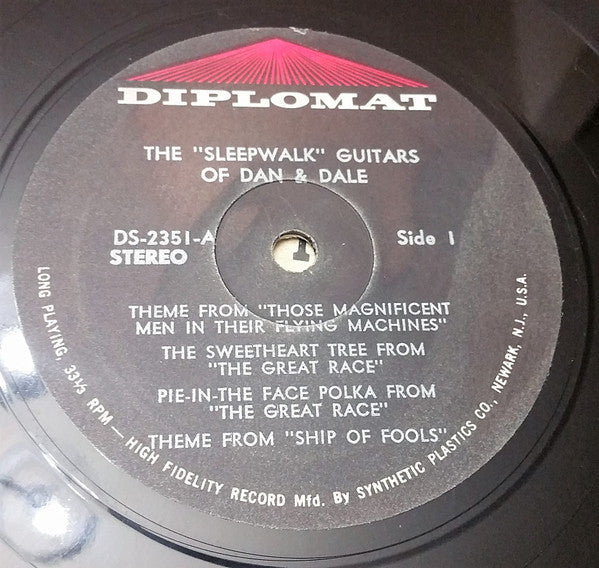 DIPLOMAT
THE "SLEEPWALK" GUITARS
OF DAN & DALE
DS-2351-A
STEREO
Side 1
1
THEME FROM "THOSE MAGNIFICENT
MEN IN THEIR FLYING MACHINES"
THE SWEETHEART TREE FROM
"THE GREAT RACE"
PIE-IN-THE FACE POLKA FROM
"THE GREAT RACE"
THEME FROM "SHIP OF FOOLS"
LONG PLAYING, 33⅓ RPM — HIGH FIDELITY RECORD Mfd. By SYNTHETIC PLASTICS CO., NEWARK, N.J., U.S.A.